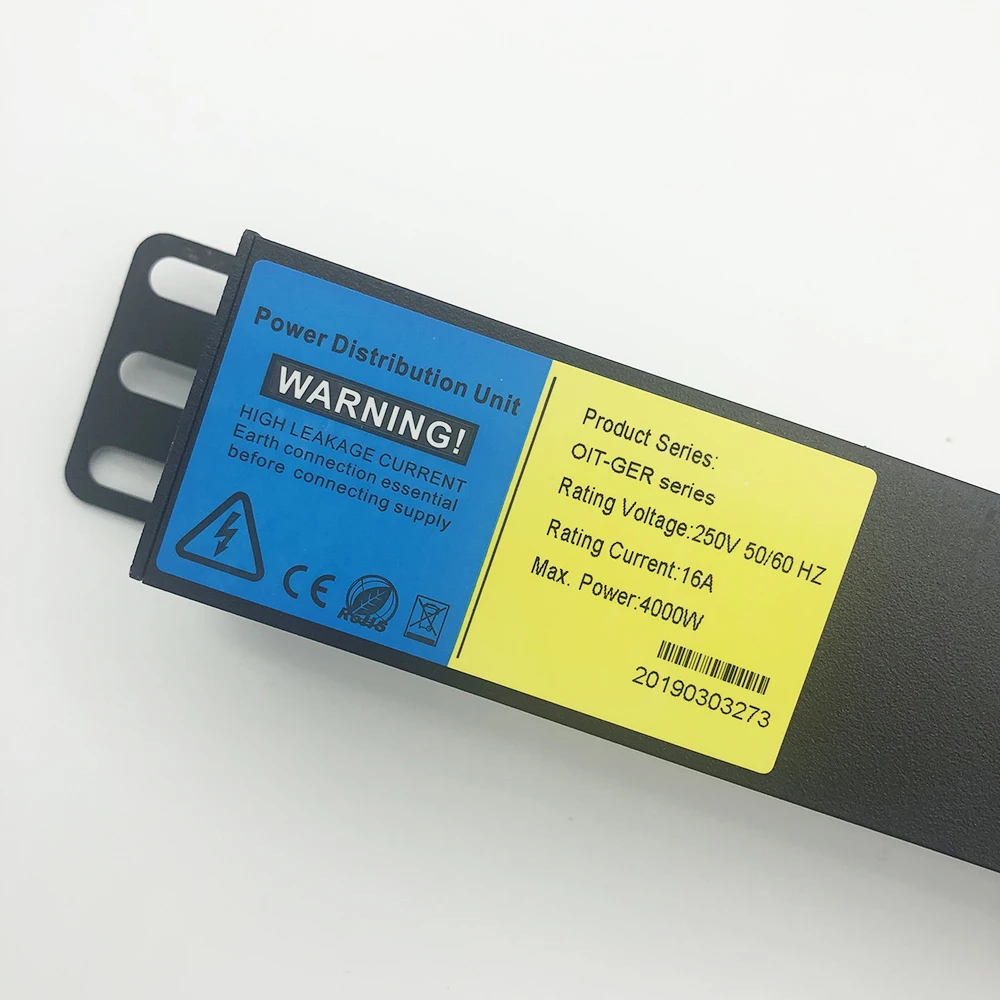 Power Distribution Unit
WARNING!
HIGH LEAKAGE CURRENT
Earth connection essential
before connecting supply
CE
RoHS
Product Series:
OIT-GER series
Rating Voltage:250V 50/60 HZ
Rating Current:16A
Max. Power:4000W
20190303273